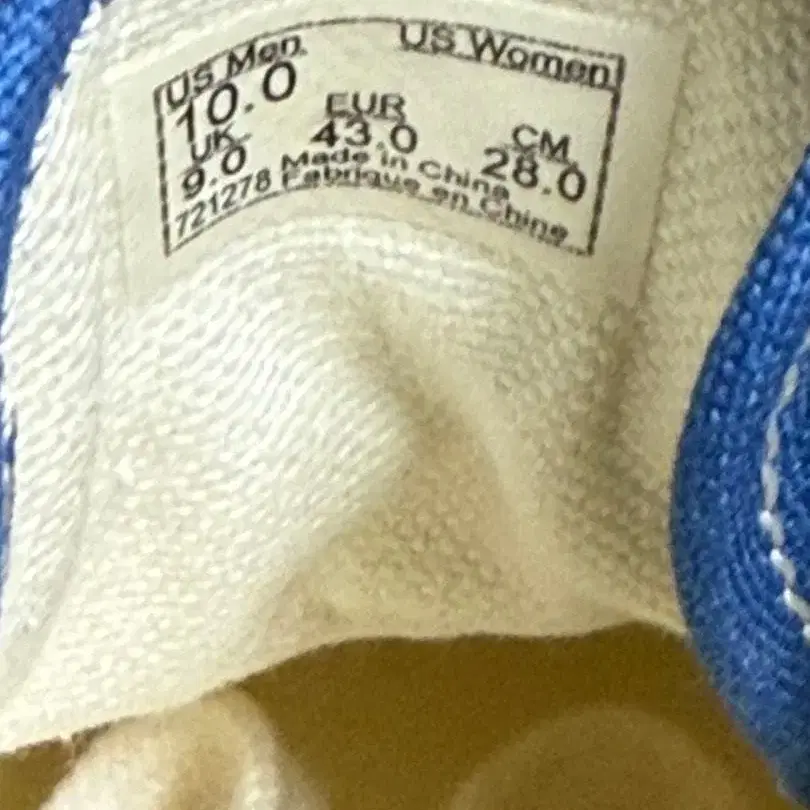 US Men. US Women
10.0
UK EUR CM
9.0 43.0 28.0
Made in China
721278 Fabrique en Chine